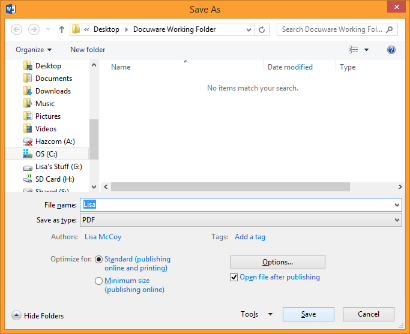 Save As
Desktop ▸ Docuware Working Folder
Search Docuware Working Fol...
Organize
New folder
Name
Date modified
Type
No items match your search.
Desktop
Documents
Downloads
Music
Pictures
Videos
Hazcom (A:)
OS (C:)
Lisa's Stuff (G:)
SD Card (H:)
File name: Lisa
Save as type: PDF
Authors: Lisa McCoy
Tags: Add a tag
Optimize for:
Standard (publishing
online and printing)
Minimum size
(publishing online)
Options...
Open file after publishing
Hide Folders
Tools
Save
Cancel